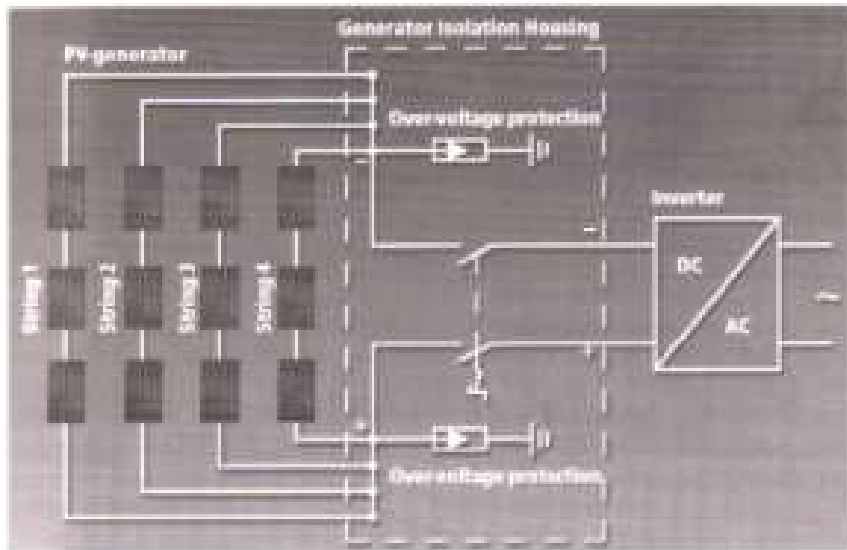 Generator Isolation Housing
PV-generator
Over-voltage protection
–
Inverter
–
String 1
String 2
String 3
String 4
DC
AC
~
+
+
Over-voltage protection